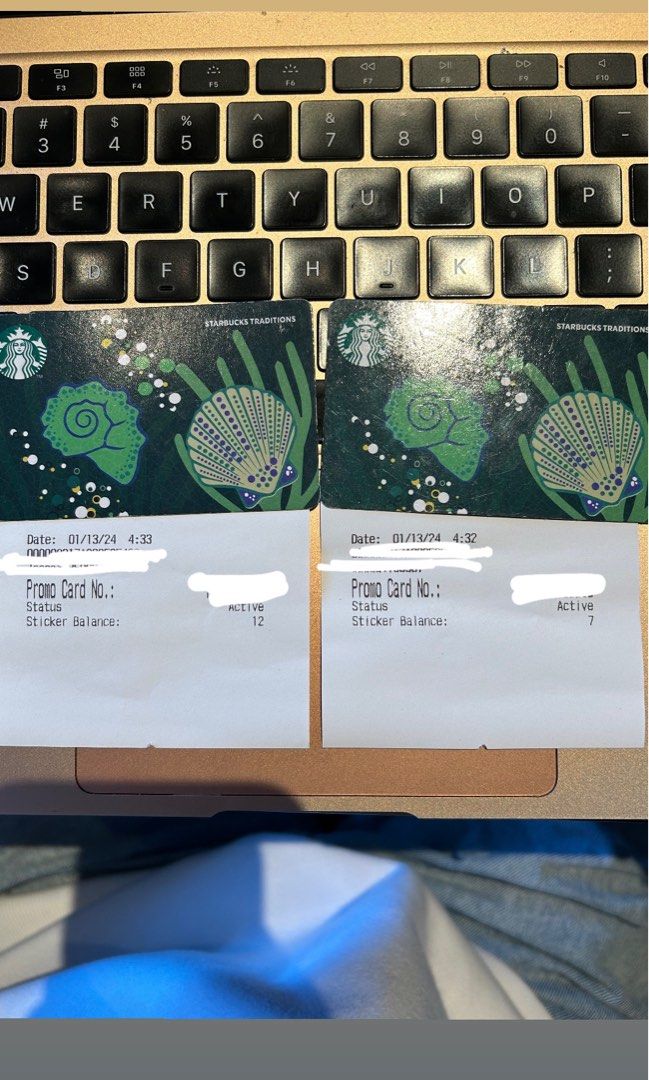 F3 F4 F5 F6 F7 F8 F9 F10
# $ % ^ & * ( ) —
3 4 5 6 7 8 9 0 -
W E R T Y U I O P
S D F G H J K L : ;
STARBUCKS TRADITIONS
Date: 01/13/24 4:33
Promo Card No.:
Status Active
Sticker Balance: 12
STARBUCKS TRADITIONS
Date: 01/13/24 4:32
Promo Card No.:
Status Active
Sticker Balance: 7